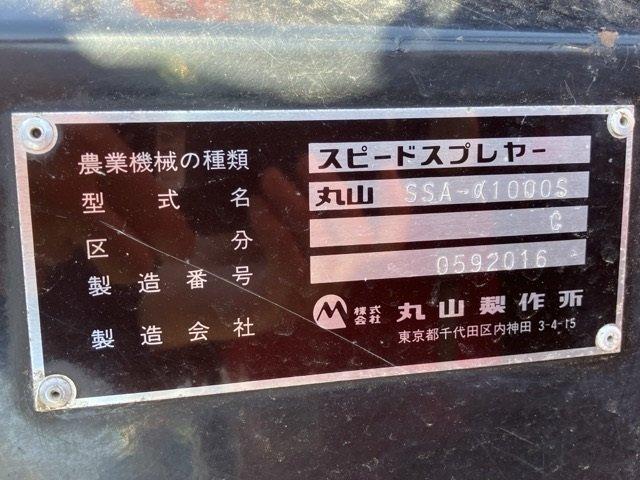 農業機械の種類 スピードスプレヤー
型式名 丸山 SSA-α1000S
区分 C
製造番号 0592016
製造会社 株式会社 丸山製作所
東京都千代田区内神田 3-4-15